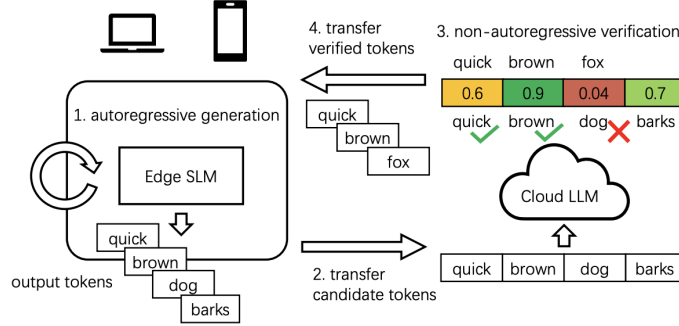 1. autoregressive generation
Edge SLM
quick
brown
dog
barks
output tokens
2. transfer
candidate tokens
3. non-autoregressive verification
quick brown fox
0.6 0.9 0.04 0.7
quick brown dog barks
Cloud LLM
quick brown dog barks
4. transfer
verified tokens
quick
brown
fox